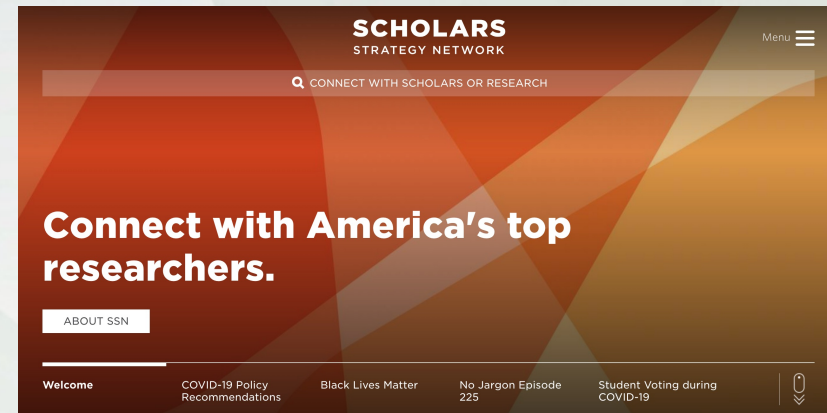 SCHOLARS
STRATEGY NETWORK
Menu
CONNECT WITH SCHOLARS OR RESEARCH
Connect with America's top
researchers.
ABOUT SSN
Welcome
COVID-19 Policy
Recommendations
Black Lives Matter
No Jargon Episode
225
Student Voting during
COVID-19